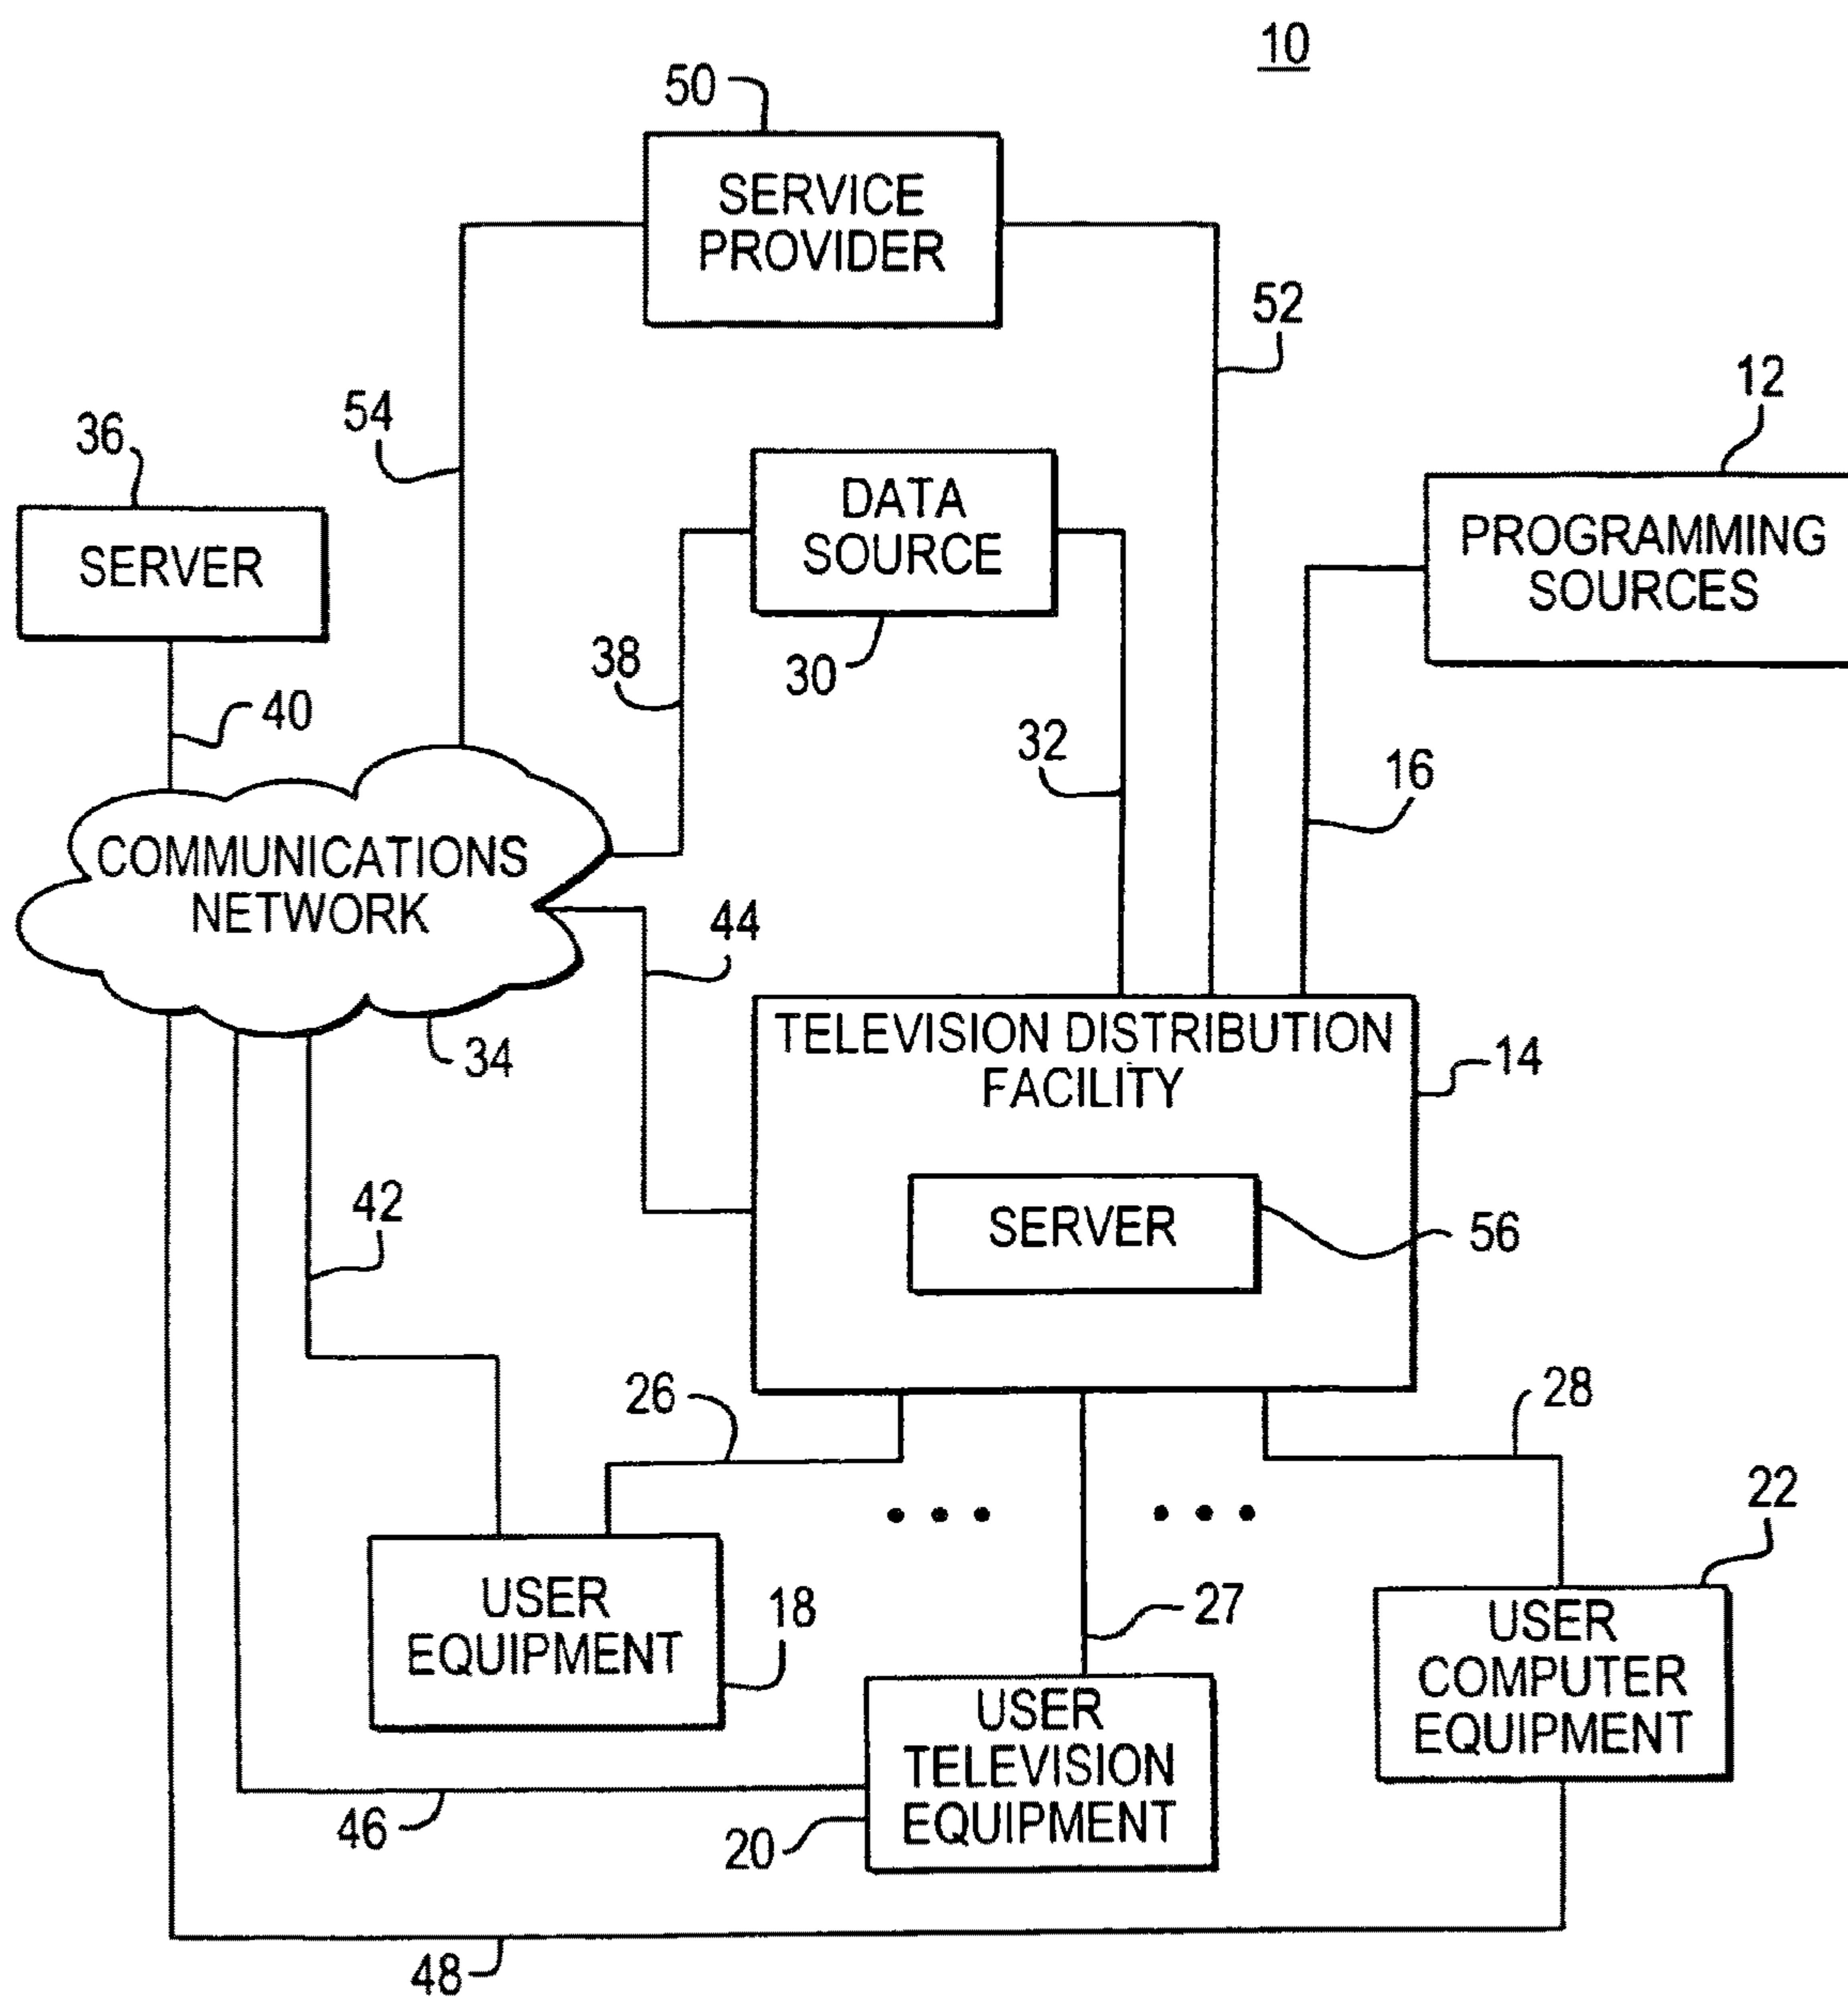 10
50
SERVICE
PROVIDER
52
12
54
36
DATA
SOURCE
PROGRAMMING
SOURCES
SERVER
38
30
40
32
16
COMMUNICATIONS
NETWORK
44
34
TELEVISION DISTRIBUTION
FACILITY
14
42
SERVER
56
26
28
22
USER
EQUIPMENT
18
27
USER
COMPUTER
EQUIPMENT
USER
TELEVISION
EQUIPMENT
46
20
48